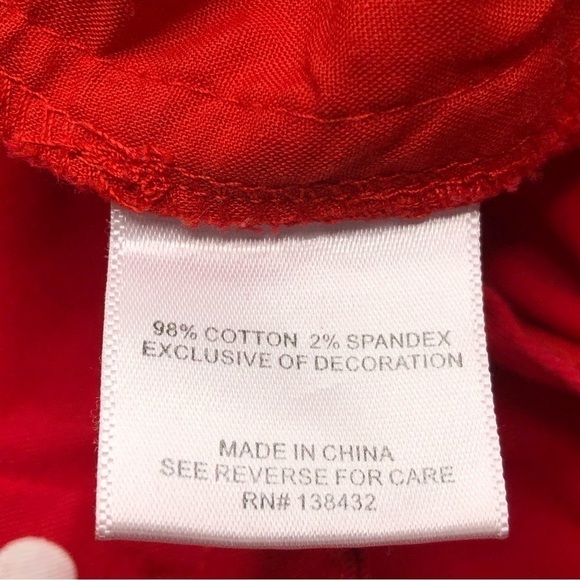 98% COTTON 2% SPANDEX
EXCLUSIVE OF DECORATION
MADE IN CHINA
SEE REVERSE FOR CARE
RN# 138432